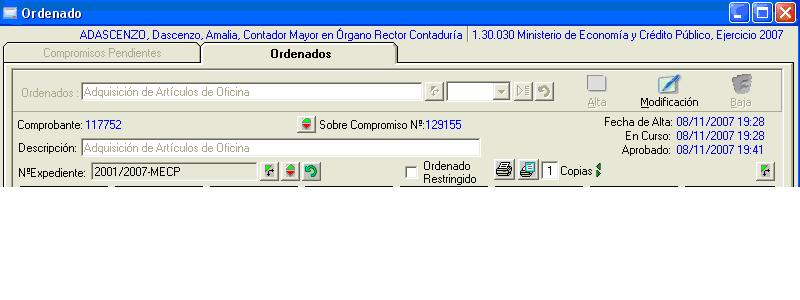 Ordenado
ADASCENZO, Dascenzo, Amalia, Contador Mayor en Órgano Rector Contaduría 1.30.030 Ministerio de Economía y Crédito Público, Ejercicio 2007
Compromisos Pendientes Ordenados
Ordenados : Adquisición de Artículos de Oficina
Alta Modificación Baja
Comprobante: 117752 Sobre Compromiso Nº:129155 Fecha de Alta: 08/11/2007 19:28
En Curso: 08/11/2007 19:28
Descripción: Adquisición de Artículos de Oficina Aprobado: 08/11/2007 19:41
NºExpediente: 2001/2007-MECP Ordenado Restringido 1 Copias